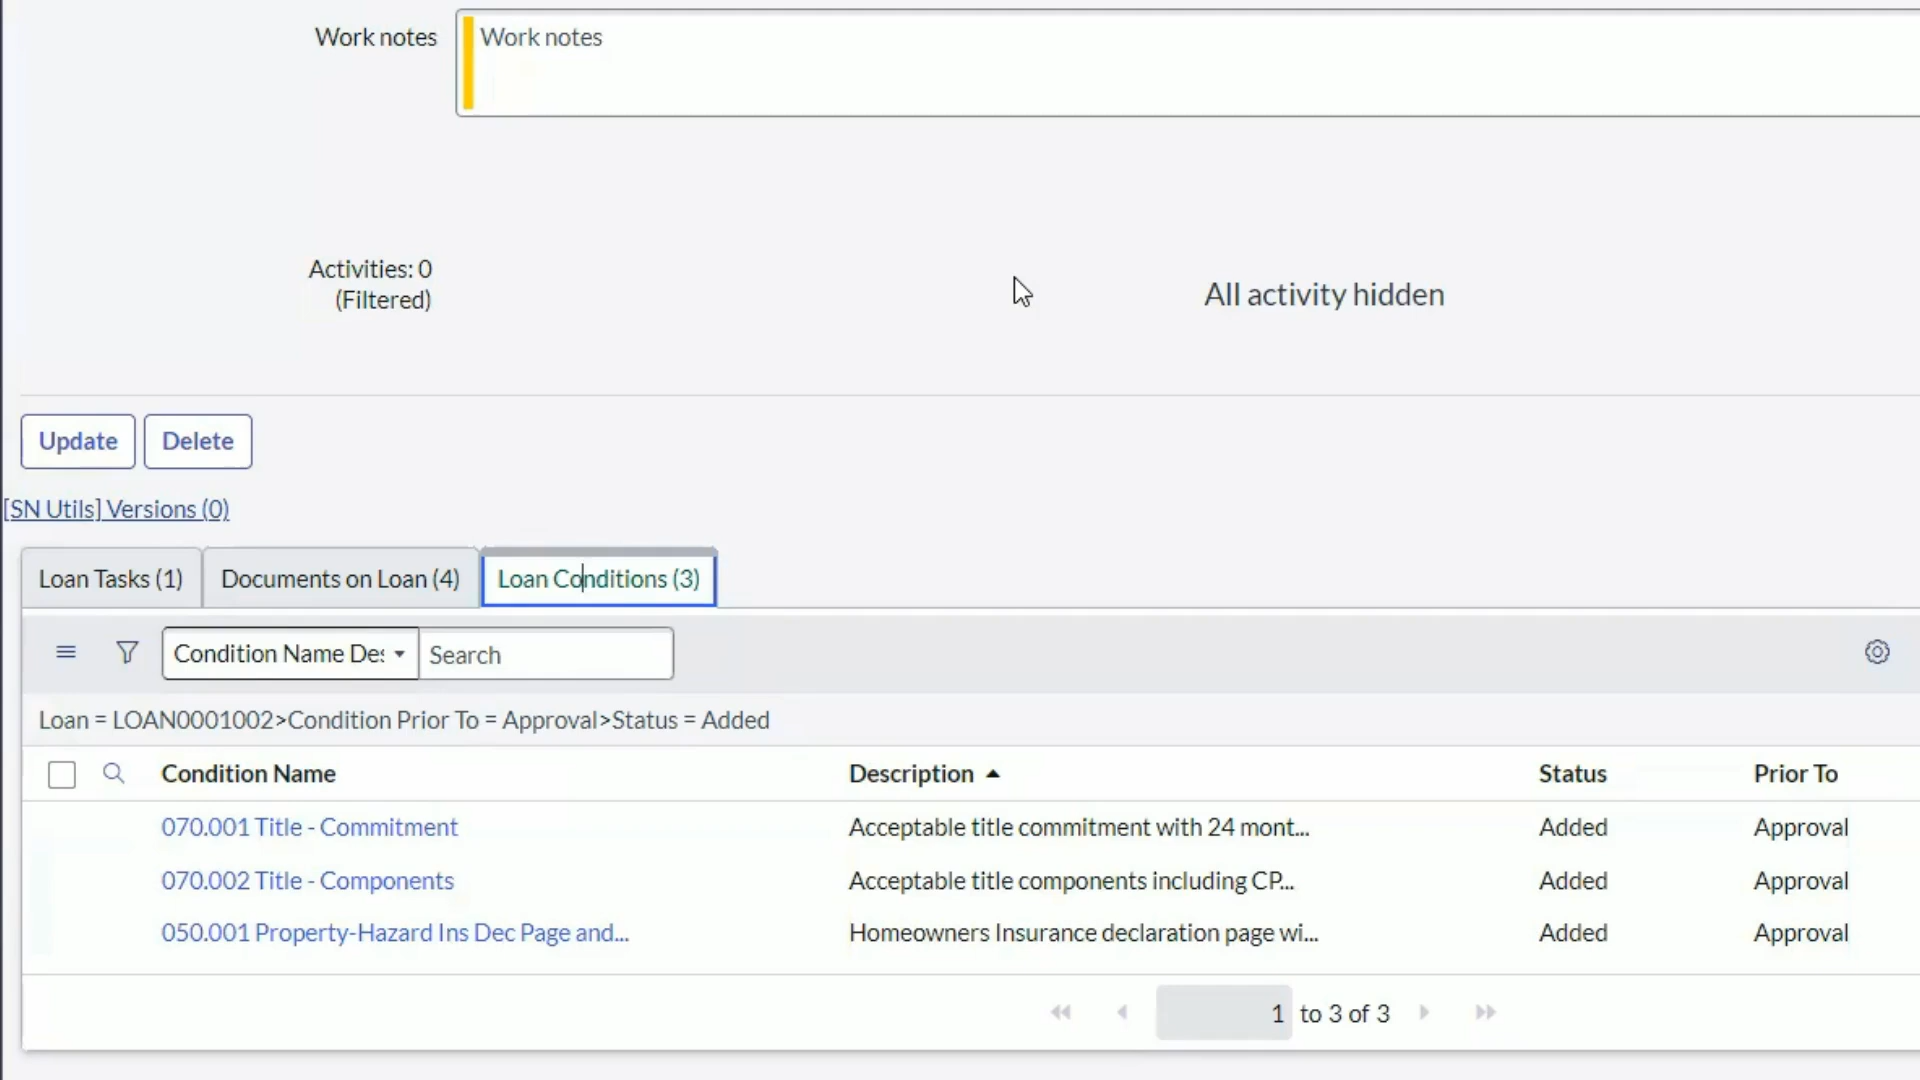 Work notes
Work notes
Activities: 0
(Filtered)
All activity hidden
Update Delete
[SN Utils] Versions (0)
Loan Tasks (1) Documents on Loan (4) Loan Conditions (3)
Condition Name Des Search
Loan = LOAN0001002>Condition Prior To = Approval>Status = Added
Condition Name Description Status Prior To
070.001 Title - Commitment Acceptable title commitment with 24 mont... Added Approval
070.002 Title - Components Acceptable title components including CP... Added Approval
050.001 Property-Hazard Ins Dec Page and... Homeowners Insurance declaration page wi... Added Approval
1 to 3 of 3